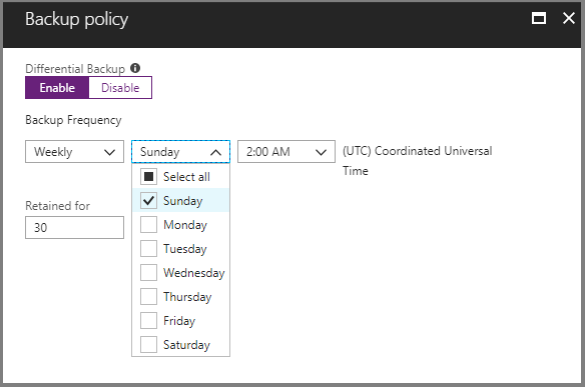 Backup policy
Differential Backup
Enable Disable
Backup Frequency
Weekly Sunday 2:00 AM (UTC) Coordinated Universal
Time
Select all
Sunday
Retained for
Monday
30
Tuesday
Wednesday
Thursday
Friday
Saturday